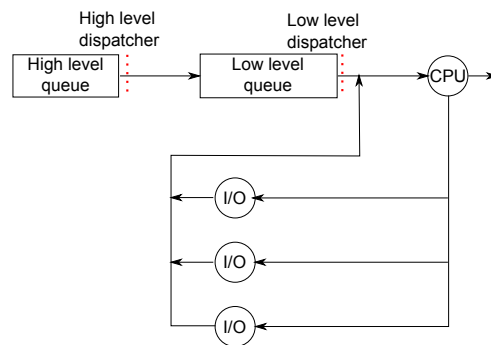 High level
dispatcher
Low level
dispatcher
High level
queue
Low level
queue
CPU
I/O
I/O
I/O